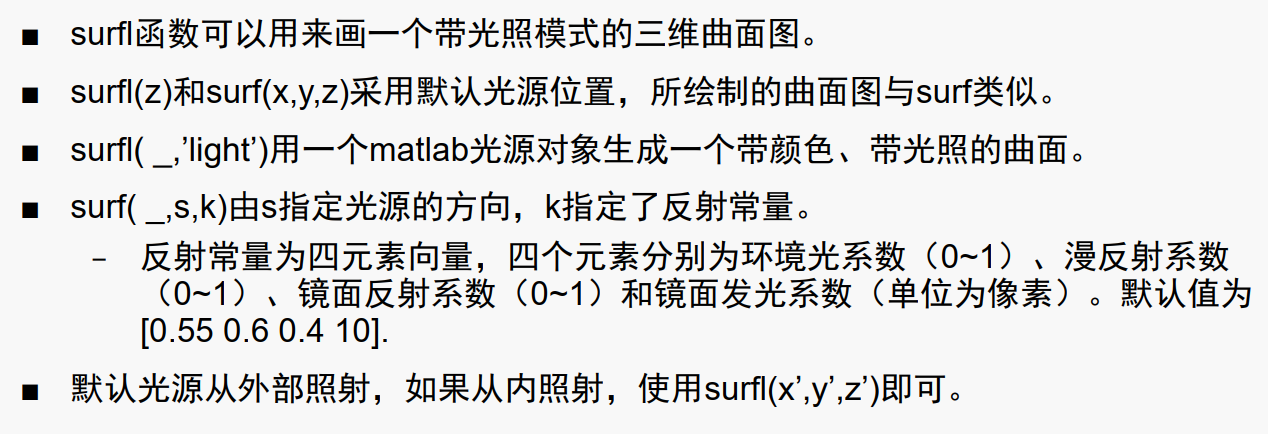 ■ surfl函数可以用来画一个带光照模式的三维曲面图。
■ surfl(z)和surf(x,y,z)采用默认光源位置，所绘制的曲面图与surf类似。
■ surfl( _,’light’)用一个matlab光源对象生成一个带颜色、带光照的曲面。
■ surf( _,s,k)由s指定光源的方向，k指定了反射常量。
– 反射常量为四元素向量，四个元素分别为环境光系数（0~1）、漫反射系数
（0~1）、镜面反射系数（0~1）和镜面发光系数（单位为像素）。默认值为
[0.55 0.6 0.4 10].
■ 默认光源从外部照射，如果从内照射，使用surfl(x’,y’,z’)即可。